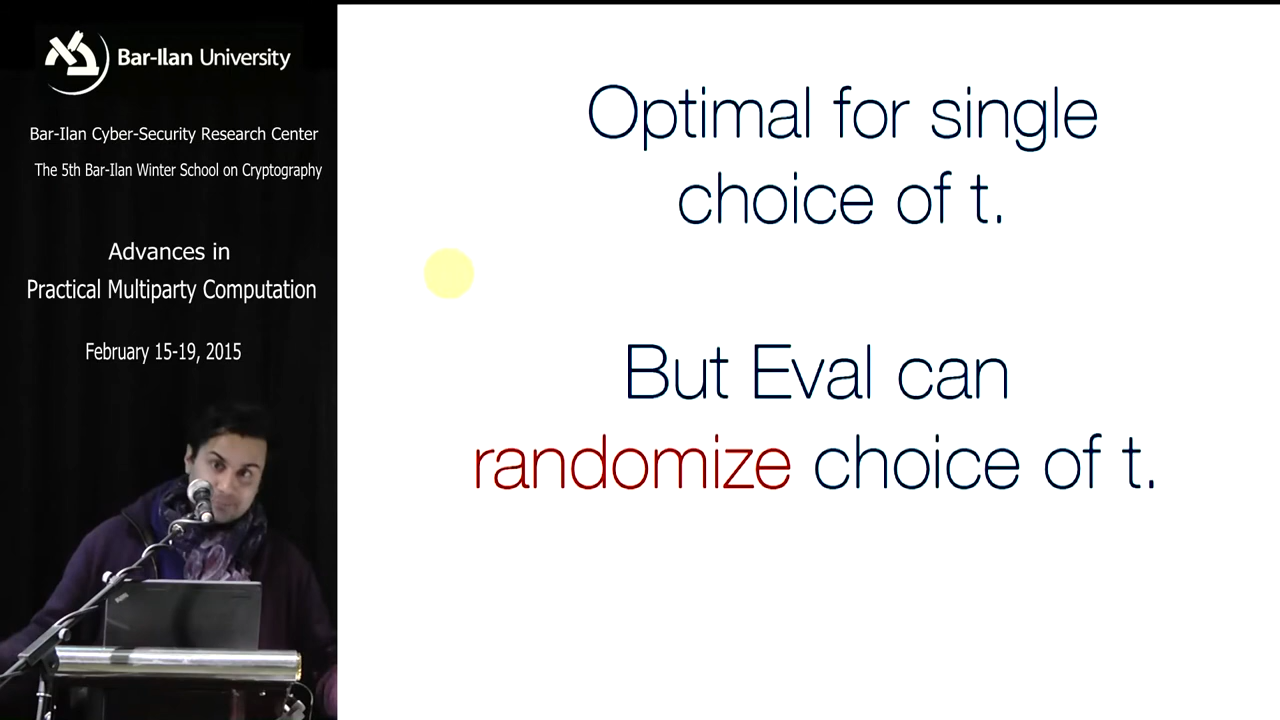 Bar-Ilan University
Bar-Ilan Cyber-Security Research Center
The 5th Bar-Ilan Winter School on Cryptography
Advances in
Practical Multiparty Computation
February 15-19, 2015
Optimal for single
choice of t.
But Eval can
randomize choice of t.